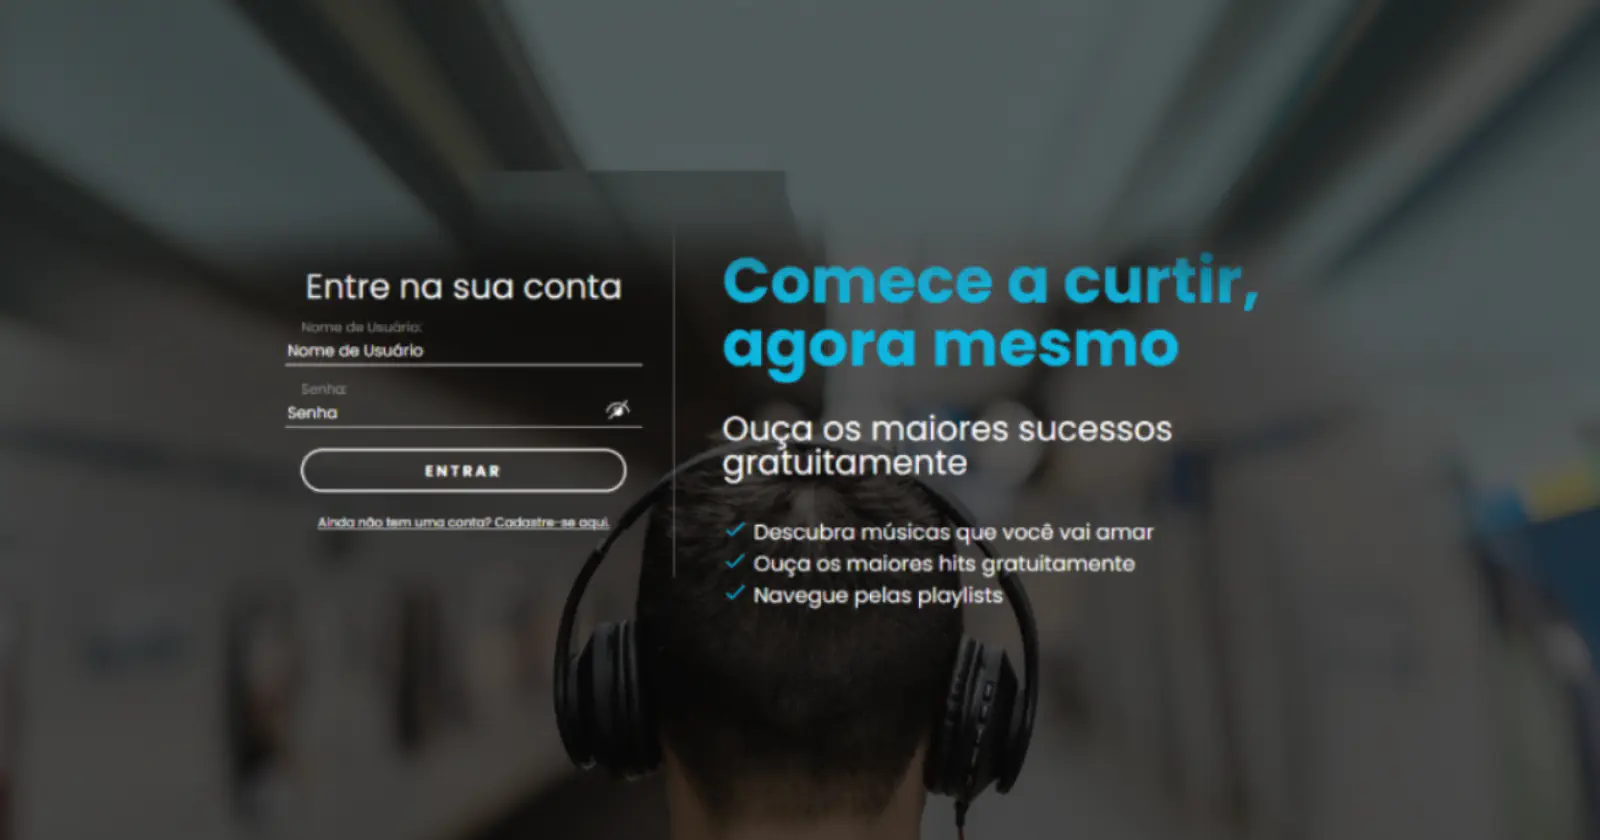 Entre na sua conta
Nome de Usuário:
Nome de Usuário
Senha:
Senha
ENTRAR
Ainda não tem uma conta? Cadastre-se aqui.
Comece a curtir,
agora mesmo
Ouça os maiores sucessos
gratuitamente
Descubra músicas que você vai amar
Ouça os maiores hits gratuitamente
Navegue pelas playlists